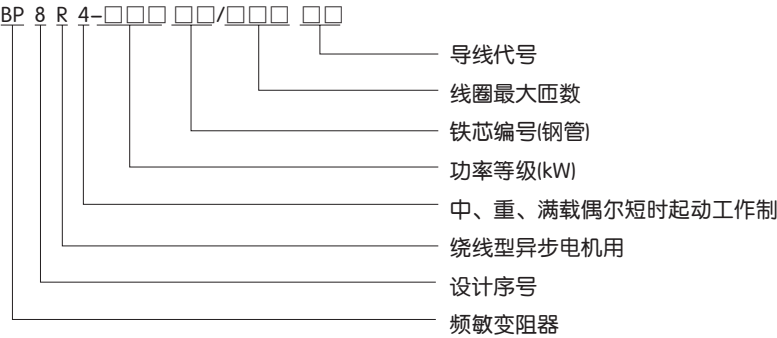 BP 8 R 4-□□□ □□/□□□ □□
导线代号
线圈最大匝数
铁芯编号(钢管)
功率等级(kW)
中、重、满载偶尔短时起动工作制
绕线型异步电机用
设计序号
频敏变阻器